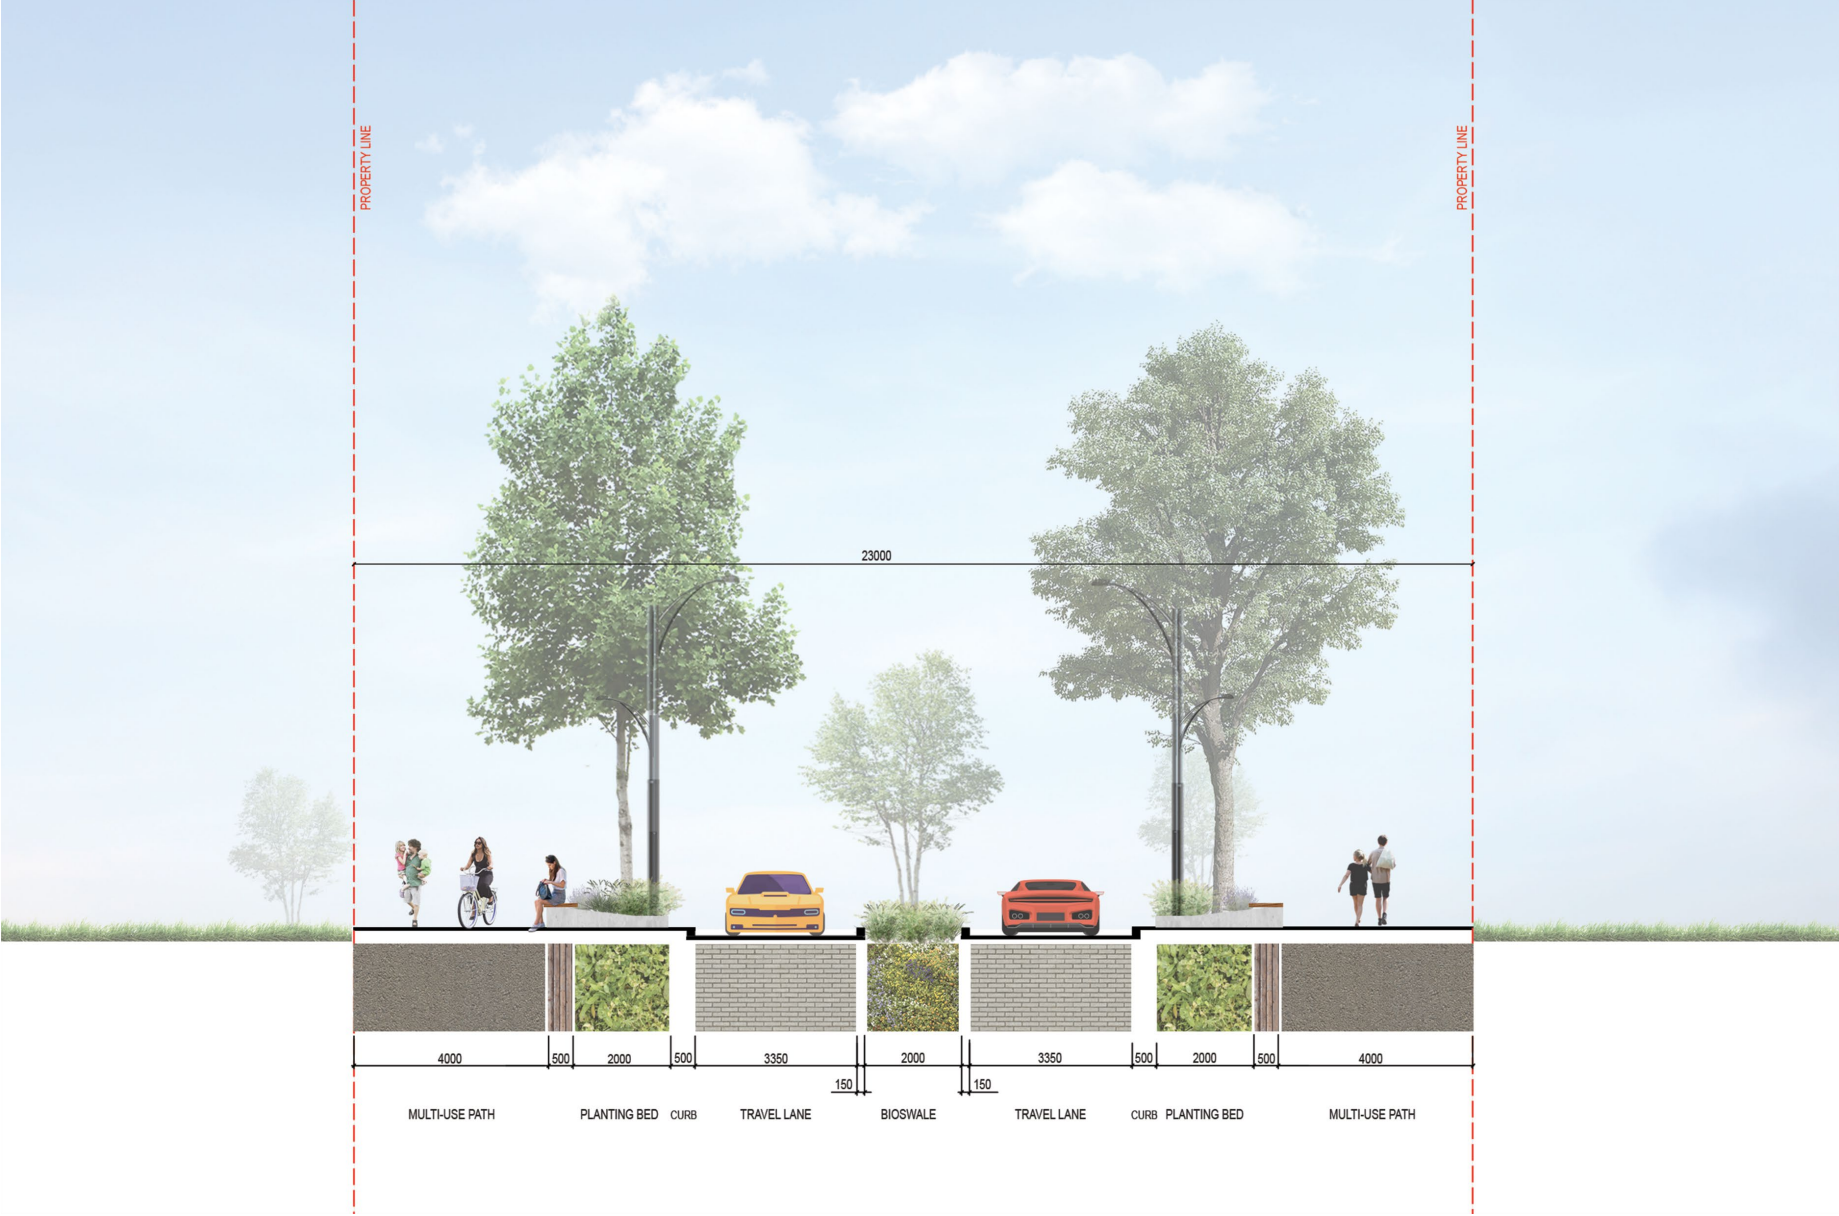 PROPERTY LINE
PROPERTY LINE
23000
4000 500 2000 500 3350 2000 3350 500 2000 500 4000
150 150
MULTI-USE PATH PLANTING BED CURB TRAVEL LANE BIOSWALE TRAVEL LANE CURB PLANTING BED MULTI-USE PATH